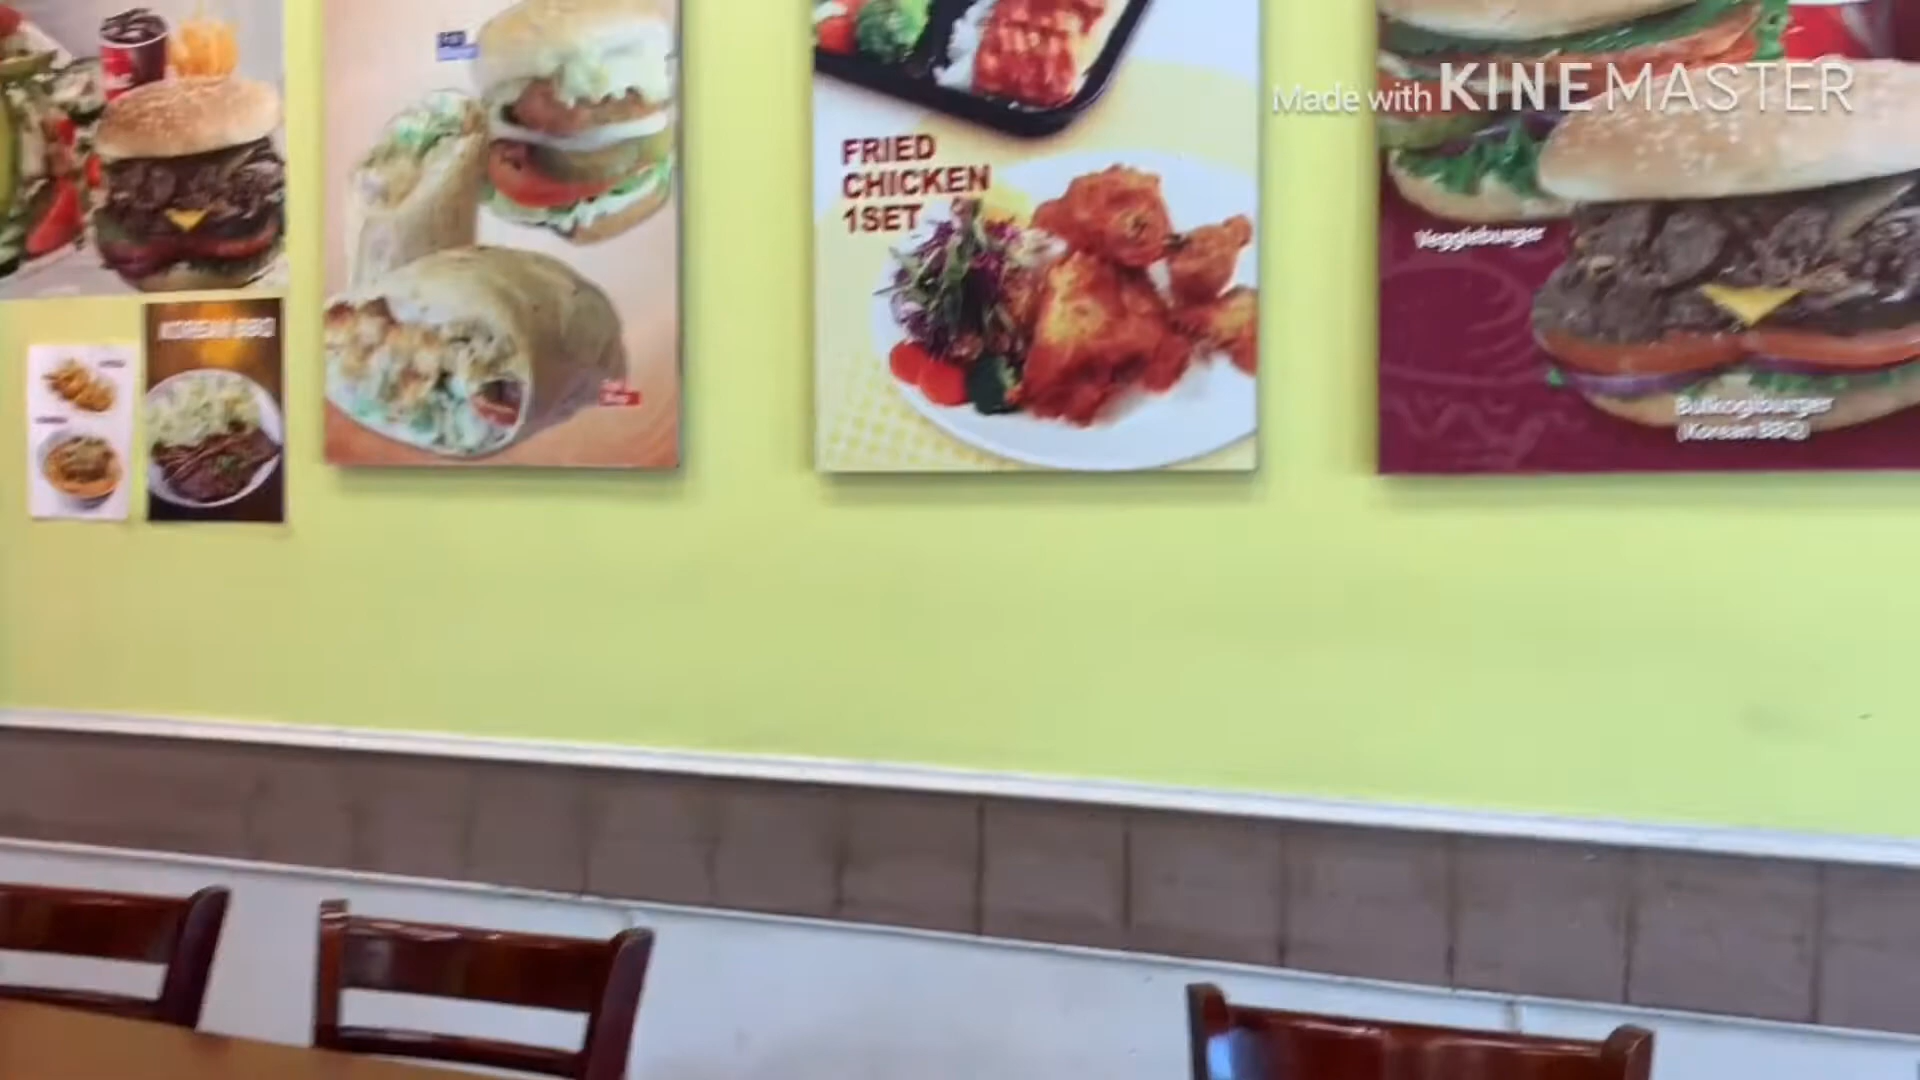 Made with KINEMASTER
FRIED
CHICKEN
1SET
Veggieburger
KOREAN BBQ
Bulkogiburger
(Korean BBQ)